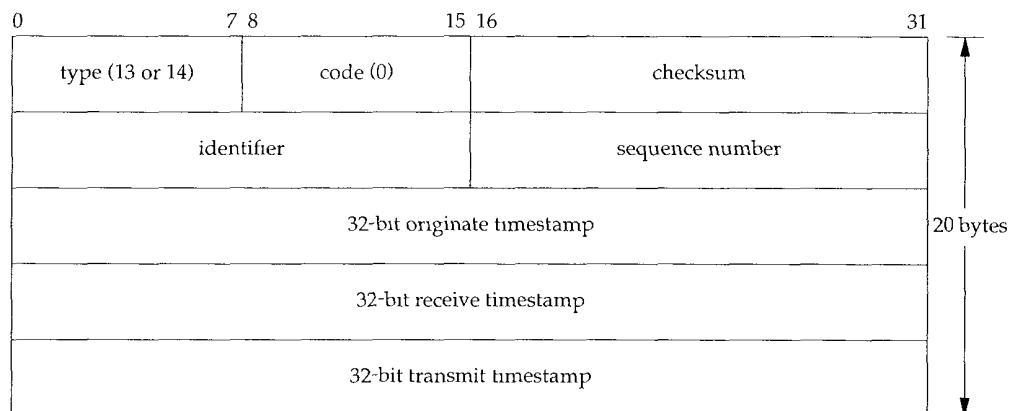 0 7 8 15 16 31
type (13 or 14) code (0) checksum
identifier sequence number
32-bit originate timestamp
20 bytes
32-bit receive timestamp
32-bit transmit timestamp